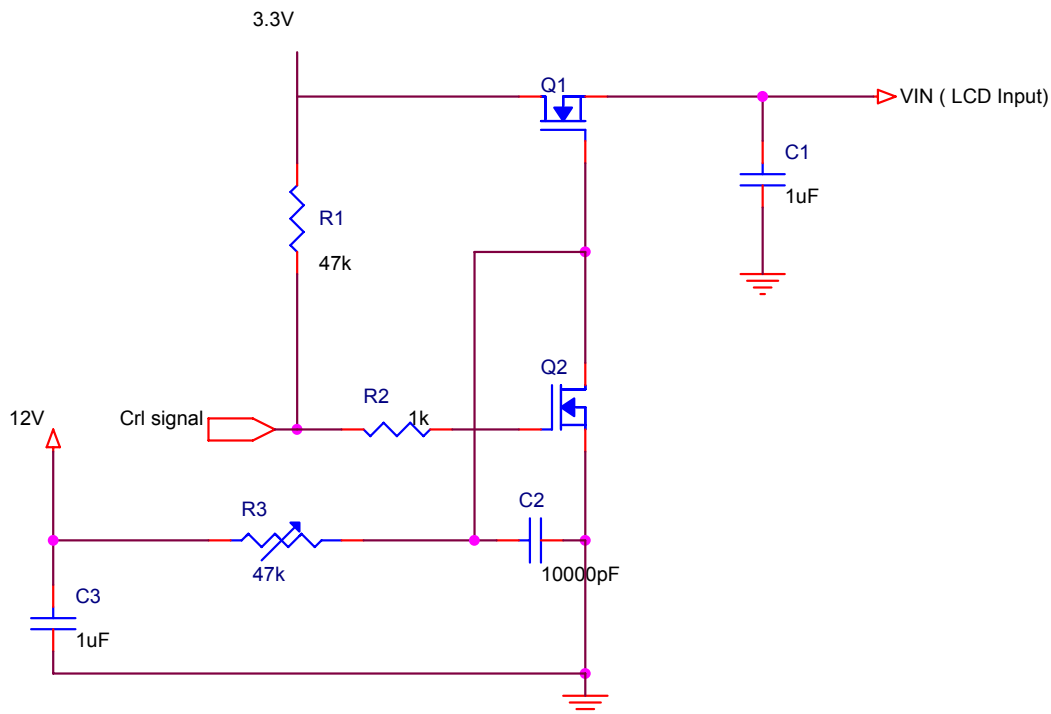 3.3V
Q1
VIN ( LCD Input)
C1
1uF
R1
47k
Q2
R2
1k
12V
Crl signal
R3
47k
C2
10000pF
C3
1uF